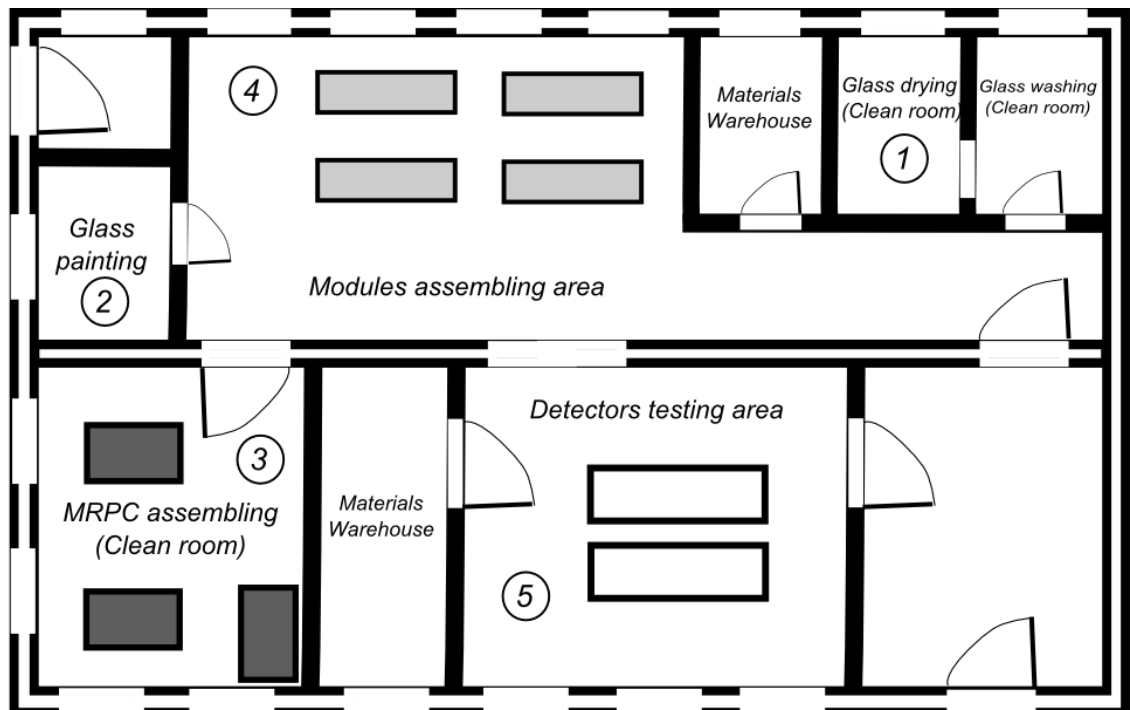 4
Materials
Warehouse
Glass drying
(Clean room)
1
Glass washing
(Clean room)
Glass
painting
2
Modules assembling area
3
MRPC assembling
(Clean room)
Materials
Warehouse
Detectors testing area
5